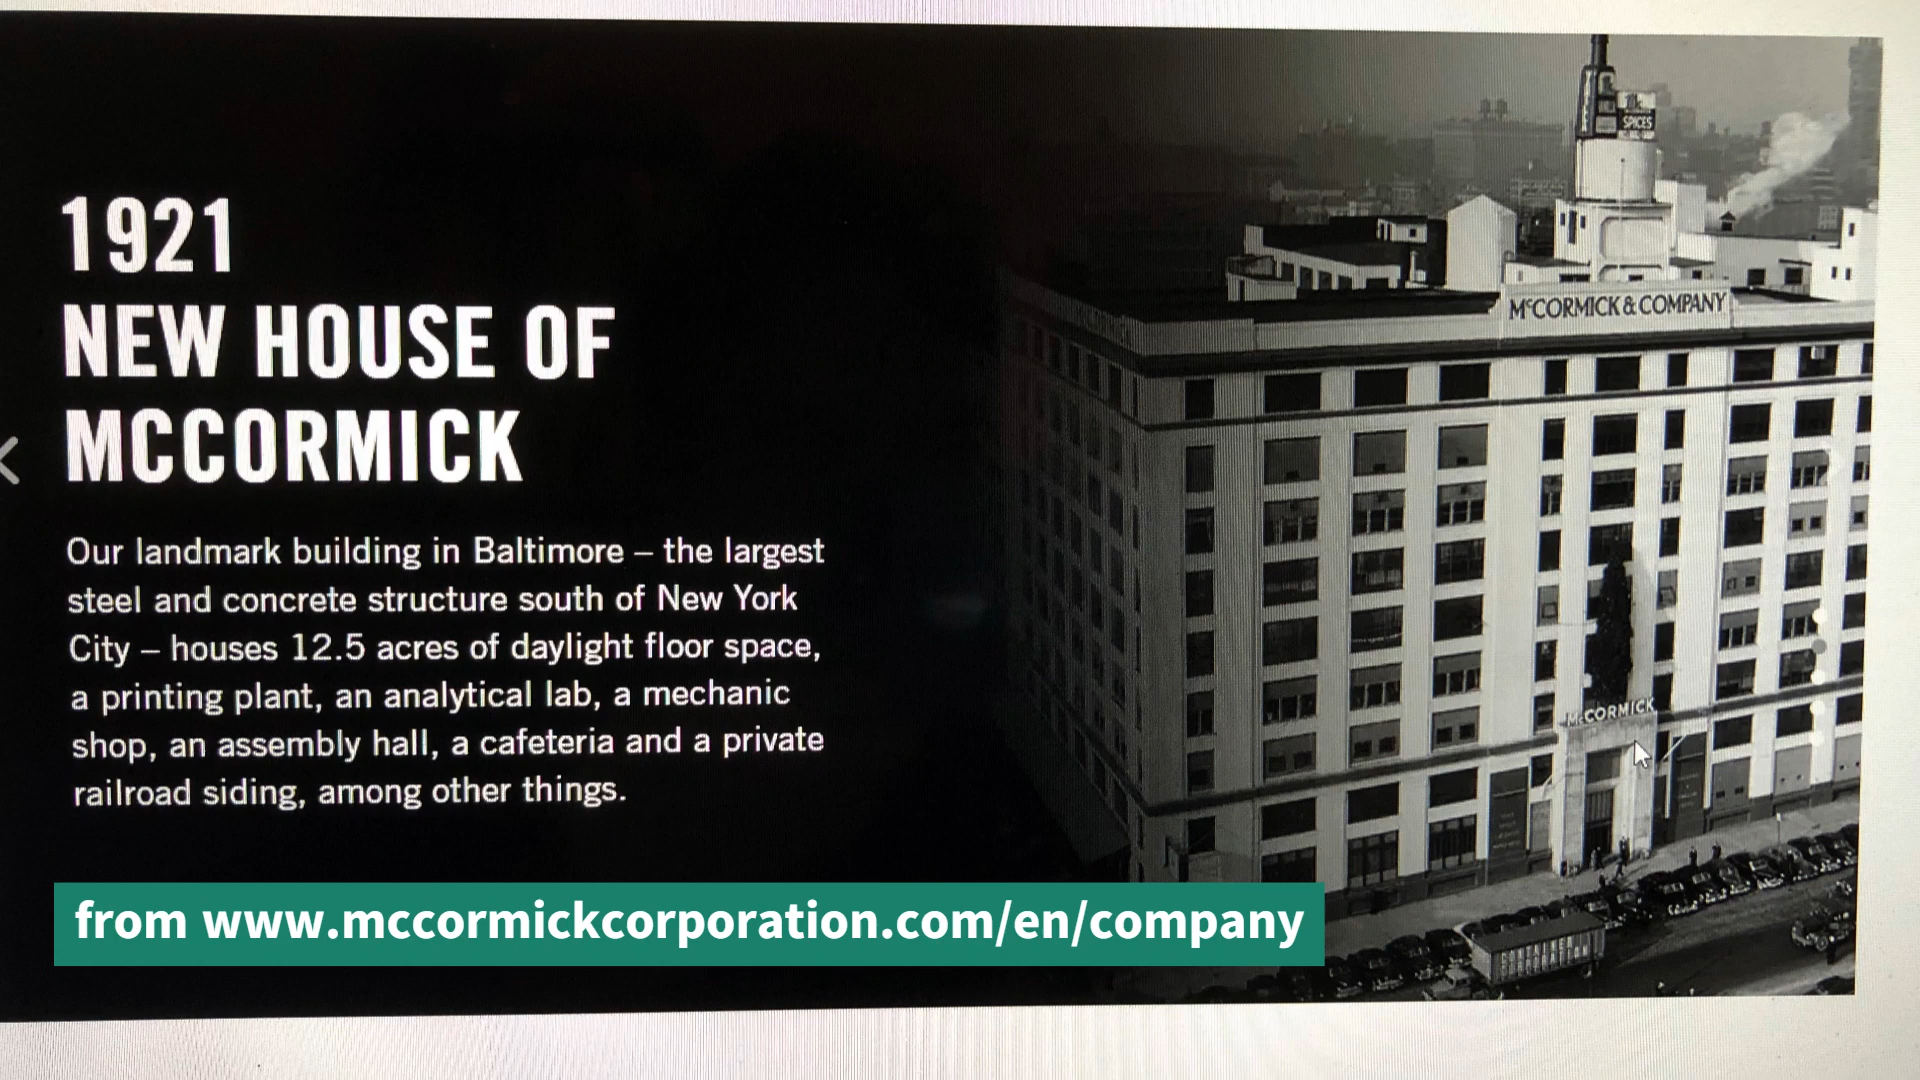 1921
NEW HOUSE OF
MCCORMICK
Our landmark building in Baltimore – the largest
steel and concrete structure south of New York
City – houses 12.5 acres of daylight floor space,
a printing plant, an analytical lab, a mechanic
shop, an assembly hall, a cafeteria and a private
railroad siding, among other things.
SPICES
McCORMICK & COMPANY
McCORMICK
from www.mccormickcorporation.com/en/company